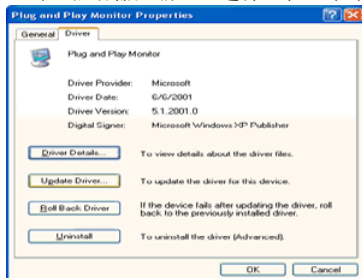 Plug and Play Monitor Properties
General Driver
Plug and Play Monitor
Driver Provider: Microsoft
Driver Date: 6/6/2001
Driver Version: 5.1.2001.0
Digital Signer: Microsoft Windows XP Publisher
Driver Details... To view details about the driver files.
Update Driver... To update the driver for this device.
Roll Back Driver If the device fails after updating the driver, roll
back to the previously installed driver.
Uninstall To uninstall the driver (Advanced).
OK Cancel